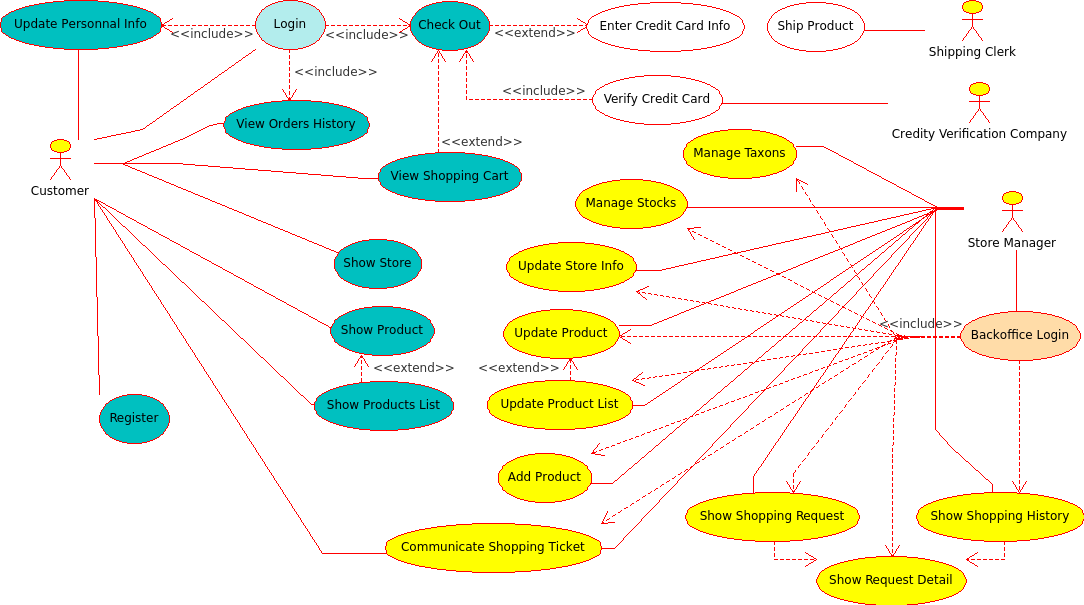 Update Personnal Info
Login
Check Out
Enter Credit Card Info
Ship Product
Shipping Clerk
<<include>>
<<include>>
<<extend>>
<<include>>
<<include>>
Verify Credit Card
Credity Verification Company
View Orders History
<<extend>>
Manage Taxons
Customer
View Shopping Cart
Manage Stocks
Store Manager
Show Store
Update Store Info
Show Product
Update Product
<<include>>
Backoffice Login
<<extend>>
<<extend>>
Register
Show Products List
Update Product List
Add Product
Show Shopping Request
Show Shopping History
Communicate Shopping Ticket
Show Request Detail